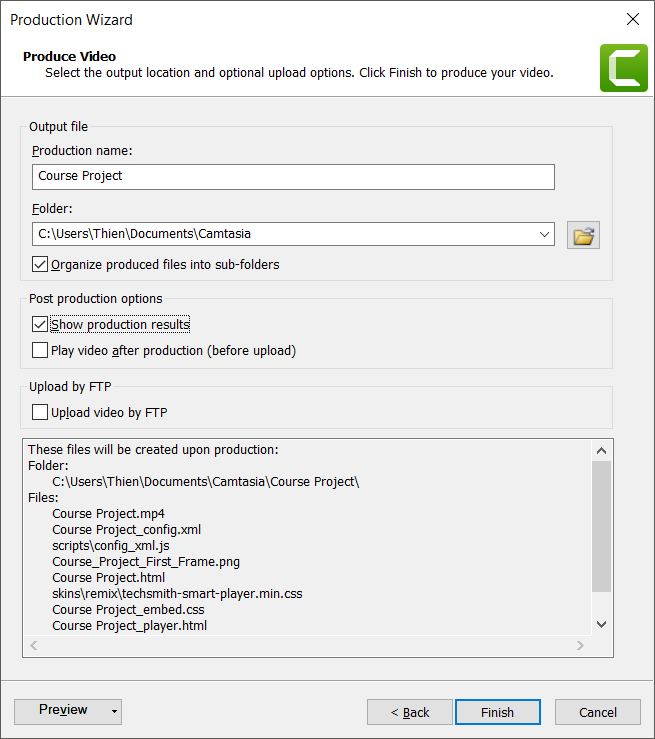 Production Wizard
Produce Video
Select the output location and optional upload options. Click Finish to produce your video.
Output file
Production name:
Course Project
Folder:
C:\Users\Thien\Documents\Camtasia
Organize produced files into sub-folders
Post production options
Show production results
Play video after production (before upload)
Upload by FTP
Upload video by FTP
These files will be created upon production:
Folder:
C:\Users\Thien\Documents\Camtasia\Course Project\
Files:
Course Project.mp4
Course Project_config.xml
scripts\config_xml.js
Course_Project_First_Frame.png
Course Project.html
skins\remix\techsmith-smart-player.min.css
Course Project_embed.css
Course Project_player.html
Preview
< Back
Finish
Cancel